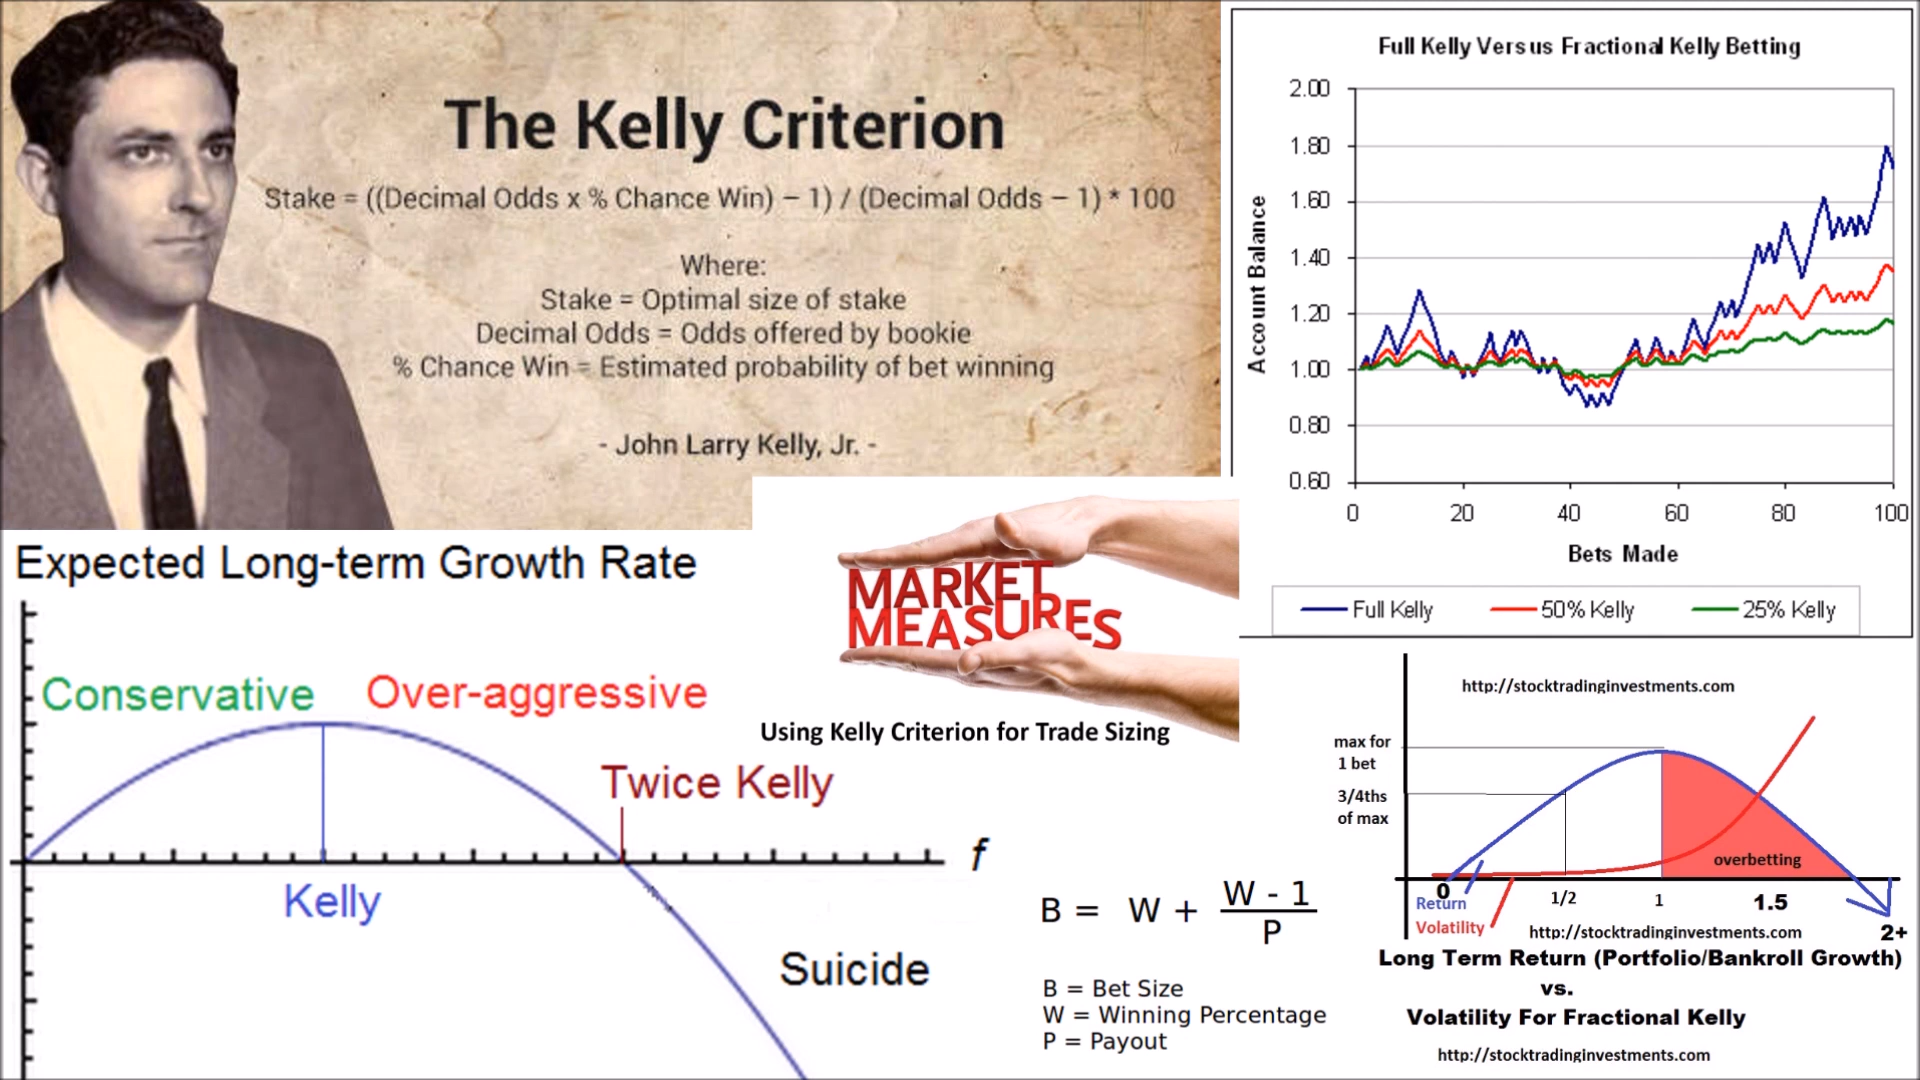 The Kelly Criterion
Stake = ((Decimal Odds x % Chance Win) – 1) / (Decimal Odds – 1) * 100
Where:
Stake = Optimal size of stake
Decimal Odds = Odds offered by bookie
% Chance Win = Estimated probability of bet winning
- John Larry Kelly, Jr. -
Full Kelly Versus Fractional Kelly Betting
Account Balance
2.00
1.80
1.60
1.40
1.20
1.00
0.80
0.60
0 20 40 60 80 100
Bets Made
Full Kelly 50% Kelly 25% Kelly
Expected Long-term Growth Rate
Conservative Over-aggressive
Twice Kelly
f
Kelly
Suicide
MARKET
MEASURES
Using Kelly Criterion for Trade Sizing
B = W + W - 1
P
B = Bet Size
W = Winning Percentage
P = Payout
http://stocktradinginvestments.com
max for
1 bet
3/4ths
of max
overbetting
0 1/2 1 1.5 2+
Return
Volatility
http://stocktradinginvestments.com
Long Term Return (Portfolio/Bankroll Growth)
vs.
Volatility For Fractional Kelly
http://stocktradinginvestments.com